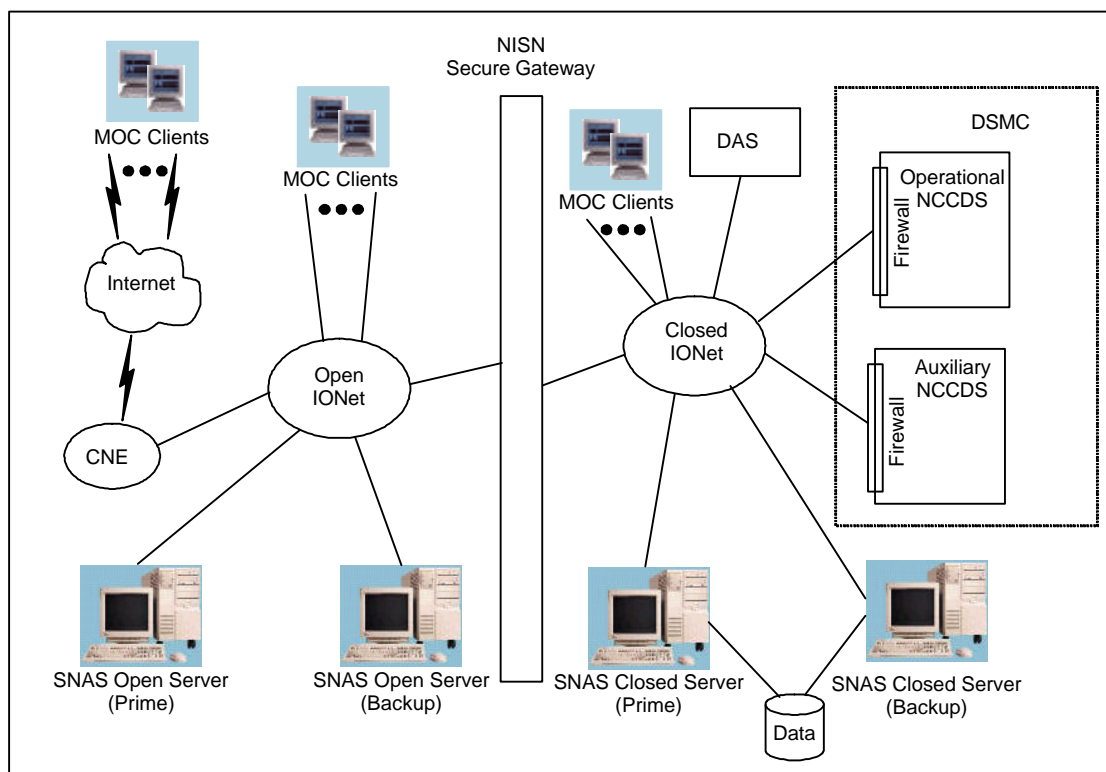 NISN
Secure Gateway
MOC Clients
MOC Clients
MOC Clients
DAS
DSMC
Operational
NCCDS
Firewall
Internet
Open
IONet
Closed
IONet
Auxiliary
NCCDS
Firewall
CNE
SNAS Open Server
(Prime)
SNAS Open Server
(Backup)
SNAS Closed Server
(Prime)
SNAS Closed Server
(Backup)
Data